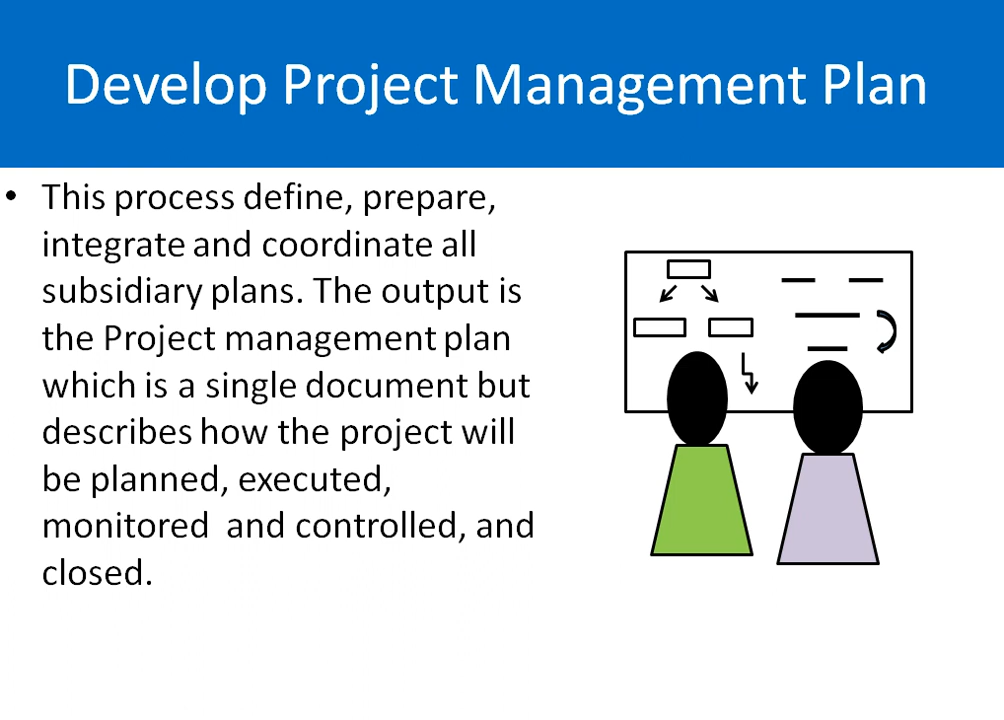 Develop Project Management Plan
• This process define, prepare,
integrate and coordinate all
subsidiary plans. The output is
the Project management plan
which is a single document but
describes how the project will
be planned, executed,
monitored  and controlled, and
closed.